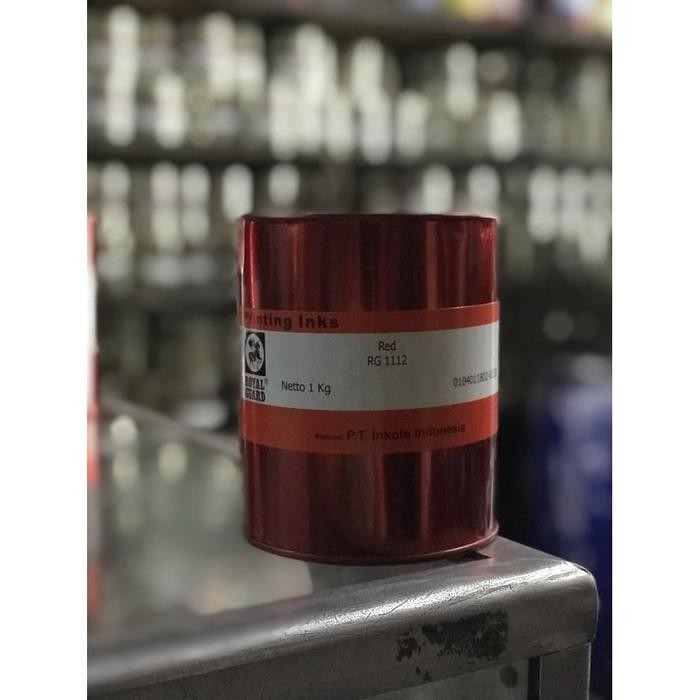 Printing Inks
Red
RG 1112
ROYAL
GUARD
®
Netto 1 Kg
P.T. Inkote Indonesia